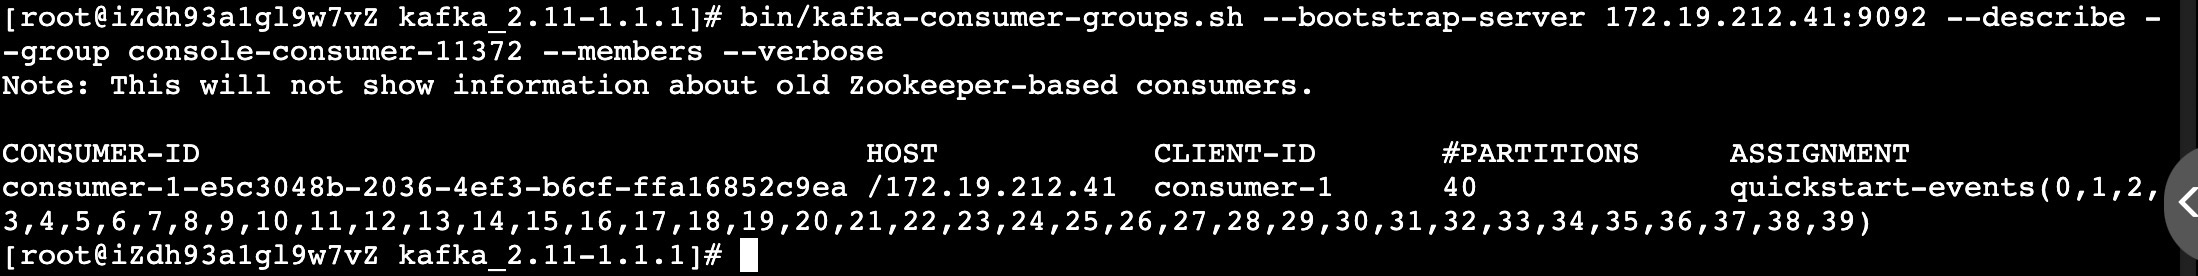 [root@iZdh93a1gl9w7vZ kafka_2.11-1.1.1]# bin/kafka-consumer-groups.sh --bootstrap-server 172.19.212.41:9092 --describe -
-group console-consumer-11372 --members --verbose
Note: This will not show information about old Zookeeper-based consumers.
CONSUMER-ID HOST CLIENT-ID #PARTITIONS ASSIGNMENT
consumer-1-e5c3048b-2036-4ef3-b6cf-ffa16852c9ea /172.19.212.41 consumer-1 40 quickstart-events(0,1,2,
3,4,5,6,7,8,9,10,11,12,13,14,15,16,17,18,19,20,21,22,23,24,25,26,27,28,29,30,31,32,33,34,35,36,37,38,39)
[root@iZdh93a1gl9w7vZ kafka_2.11-1.1.1]#